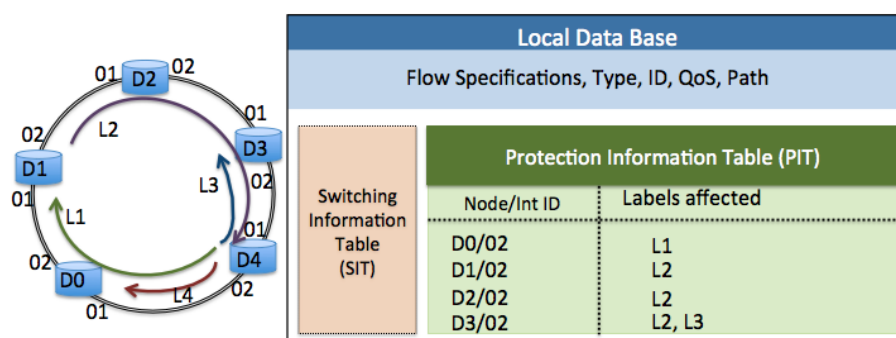 02
01
D2
01
02
L2
D3
D1
L3
02
01
L1
01
D4
02
D0
L4
02
01
Local Data Base
Flow Specifications, Type, ID, QoS, Path
Switching
Information
Table
(SIT)
Protection Information Table (PIT)
Node/Int ID Labels affected
D0/02 L1
D1/02 L2
D2/02 L2
D3/02 L2, L3